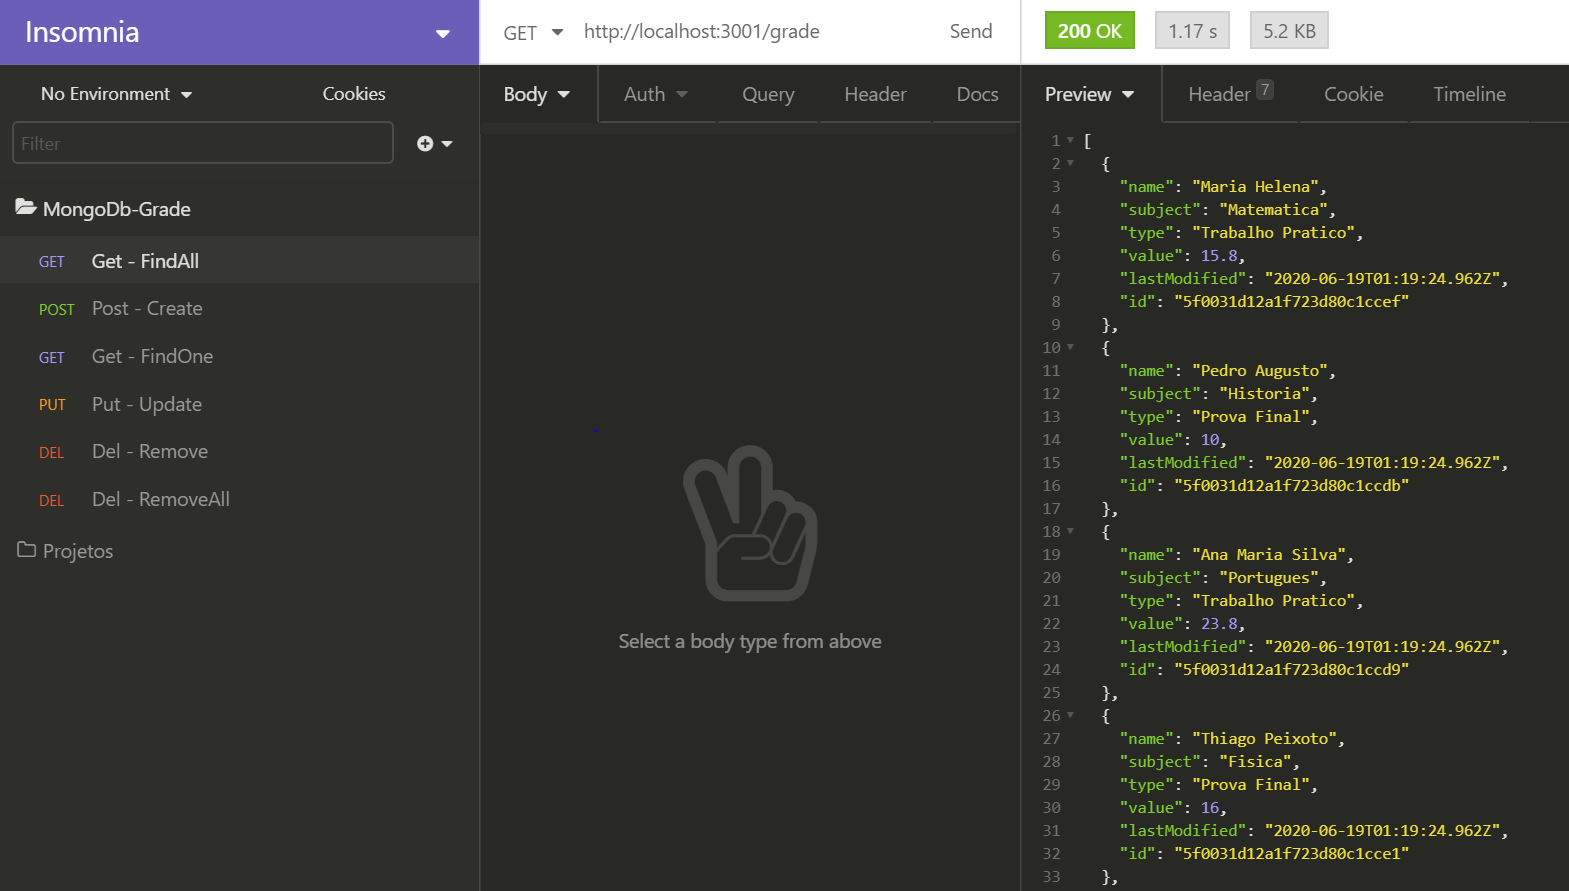 Insomnia
GET http://localhost:3001/grade Send
200 OK 1.17 s 5.2 KB
No Environment Cookies
Filter
MongoDb-Grade
GET Get - FindAll
POST Post - Create
GET Get - FindOne
PUT Put - Update
DEL Del - Remove
DEL Del - RemoveAll
Projetos
Body Auth Query Header Docs
Select a body type from above
Preview Header 7 Cookie Timeline
1 [
2 {
3 "name": "Maria Helena",
4 "subject": "Matematica",
5 "type": "Trabalho Pratico",
6 "value": 15.8,
7 "lastModified": "2020-06-19T01:19:24.962Z",
8 "id": "5f0031d12a1f723d80c1ccef"
9 },
10 {
11 "name": "Pedro Augusto",
12 "subject": "Historia",
13 "type": "Prova Final",
14 "value": 10,
15 "lastModified": "2020-06-19T01:19:24.962Z",
16 "id": "5f0031d12a1f723d80c1ccdb"
17 },
18 {
19 "name": "Ana Maria Silva",
20 "subject": "Portugues",
21 "type": "Trabalho Pratico",
22 "value": 23.8,
23 "lastModified": "2020-06-19T01:19:24.962Z",
24 "id": "5f0031d12a1f723d80c1ccd9"
25 },
26 {
27 "name": "Thiago Peixoto",
28 "subject": "Fisica",
29 "type": "Prova Final",
30 "value": 16,
31 "lastModified": "2020-06-19T01:19:24.962Z",
32 "id": "5f0031d12a1f723d80c1cce1"
33 },